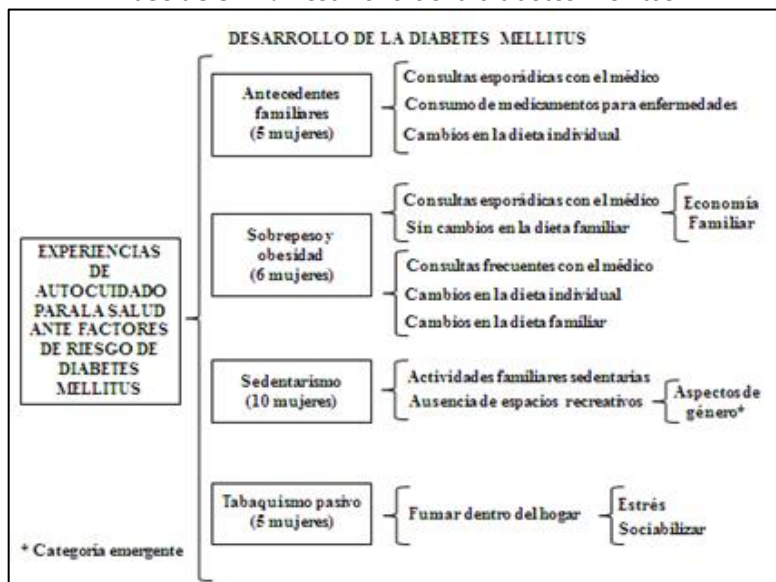 DESARROLLO DE LA DIABETES MELLITUS
EXPERIENCIAS
DE
AUTOCUIDADO
PARALA SALUD
ANTE FACTORES
DE RIESGO DE
DIABETES
MELLITUS
Antecedentes
familiares
(5 mujeres)
Consultas esporádicas con el médico
Consumo de medicamentos para enfermedades
Cambios en la dieta individual
Sobrepeso y
obesidad
(6 mujeres)
Consultas esporádicas con el médico
Sin cambios en la dieta familiar
Economía
Familiar
Consultas frecuentes con el médico
Cambios en la dieta individual
Cambios en la dieta familiar
Sedentarismo
(10 mujeres)
Actividades familiares sedentarias
Ausencia de espacios recreativos
Aspectos de
género*
Tabaquismo pasivo
(5 mujeres)
Fumar dentro del hogar
Estrés
Sociabilizar
* Categoría emergente